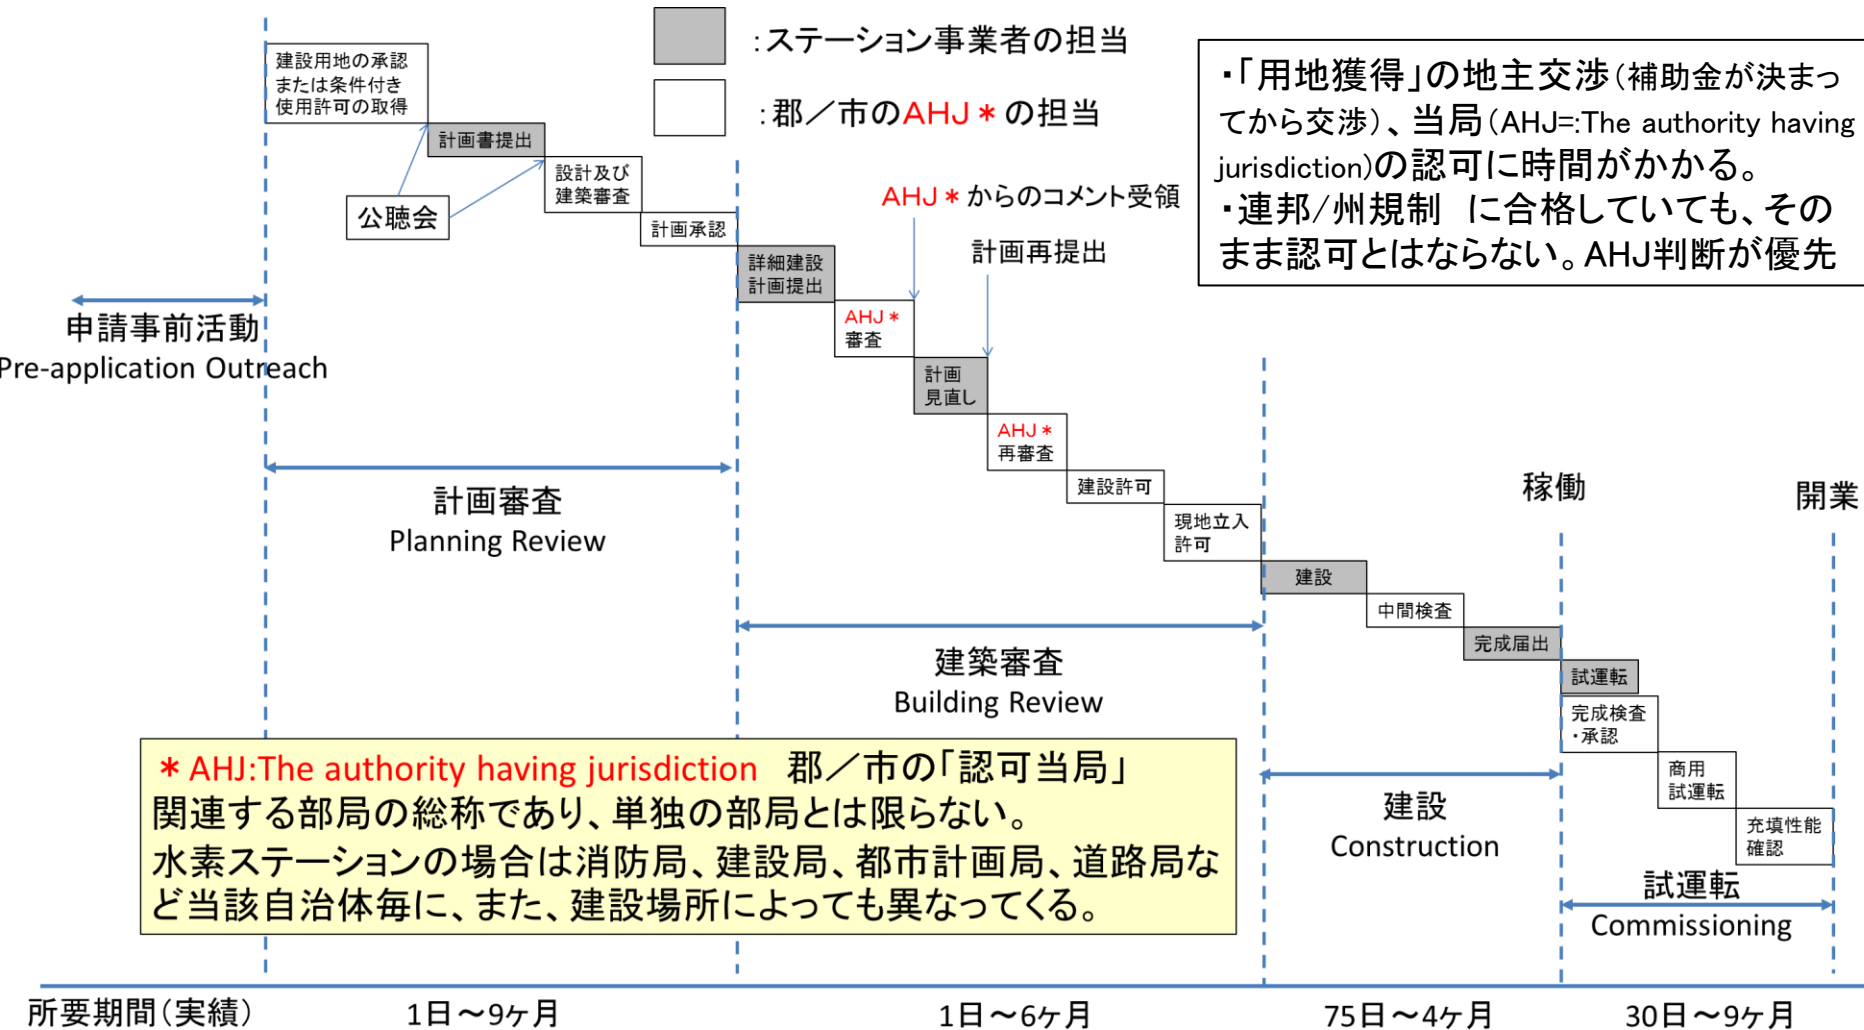 :ステーション事業者の担当
:郡／市のAHJ＊の担当
・「用地獲得」の地主交渉(補助金が決まっ
てから交渉)、当局(AHJ=:The authority having
jurisdiction)の認可に時間がかかる。
・連邦/州規制　に合格していても、その
まま認可とはならない。AHJ判断が優先
建設用地の承認
または条件付き
使用許可の取得
計画書提出
設計及び
建築審査
公聴会
計画承認
AHJ＊からのコメント受領
計画再提出
詳細建設
計画提出
申請事前活動
Pre-application Outreach
AHJ＊
審査
計画
見直し
AHJ＊
再審査
建設許可
現地立入
許可
計画審査
Planning Review
稼働
開業
建設
中間検査
完成届出
試運転
建築審査
Building Review
完成検査
・承認
商用
試運転
充填性能
確認
＊AHJ:The authority having jurisdiction　郡／市の「認可当局」
関連する部局の総称であり、単独の部局とは限らない。
水素ステーションの場合は消防局、建設局、都市計画局、道路局な
ど当該自治体毎に、また、建設場所によっても異なってくる。
建設
Construction
試運転
Commissioning
所要期間(実績)
1日～9ヶ月
1日～6ヶ月
75日～4ヶ月
30日～9ヶ月